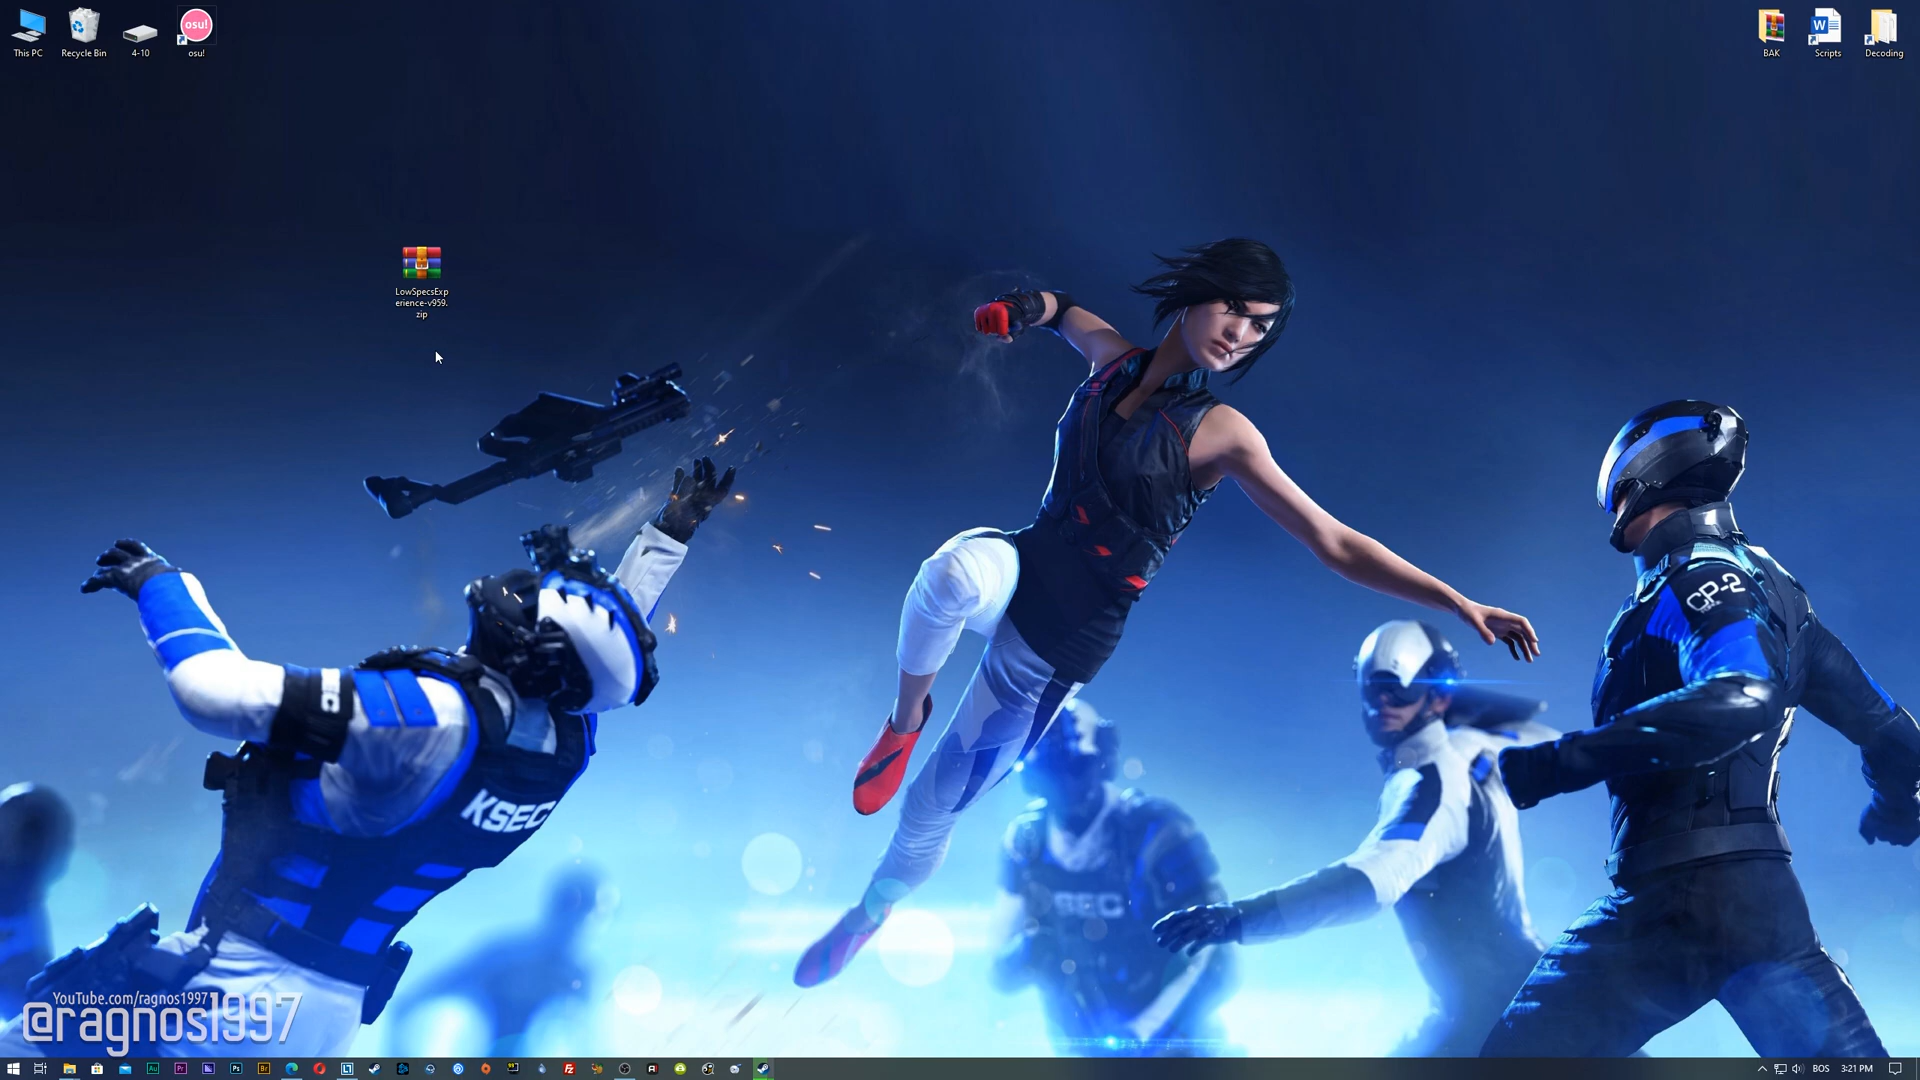 This PC
Recycle Bin
4-10
osu!
osu!
BAK
Scripts
Decoding
LowSpecsExp
erience-v959.
zip
CP-2
KSEC
SEC
YouTube.com/ragnos1997
@ragnos1997
BOS
3:21 PM